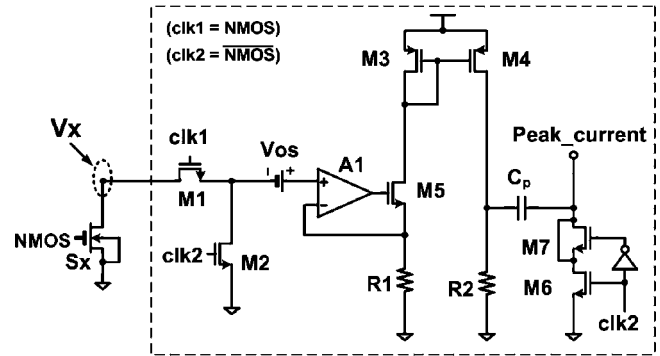 (clk1 = NMOS)
(clk2 = NMOS)
M3
M4
Vx
clk1
Vos
A1
Peak_current
- +
M1
+
-
M5
Cp
NMOS
Sx
clk2
M2
R1
R2
M7
M6
clk2